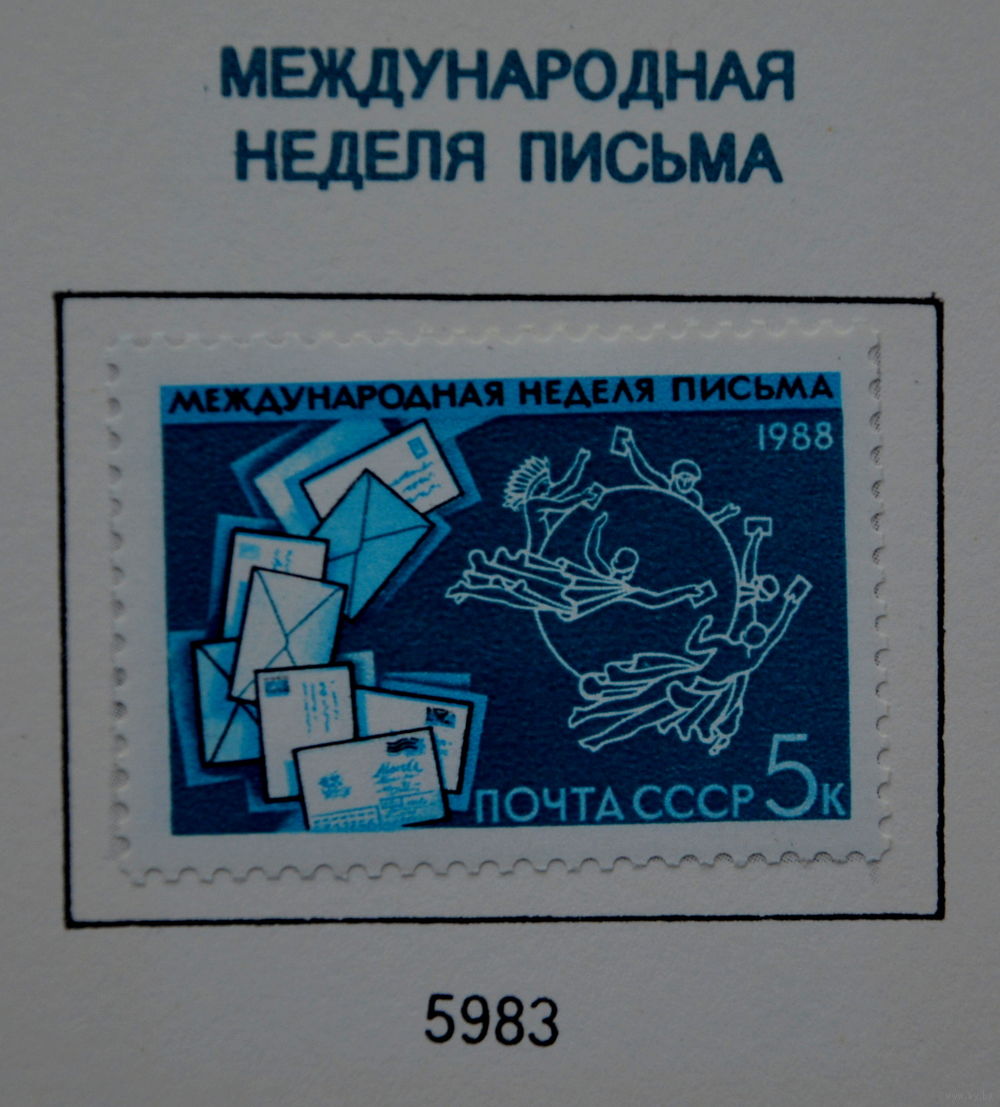 МЕЖДУНАРОДНАЯ
НЕДЕЛЯ ПИСЬМА
МЕЖДУНАРОДНАЯ НЕДЕЛЯ ПИСЬМА
1988
ПОЧТА СССР 5к
5983